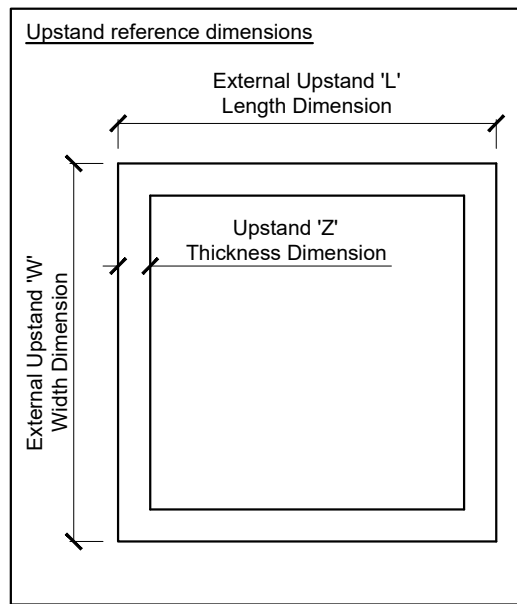 Upstand reference dimensions
External Upstand 'L'
Length Dimension
Upstand 'Z'
Thickness Dimension
External Upstand 'W'
Width Dimension